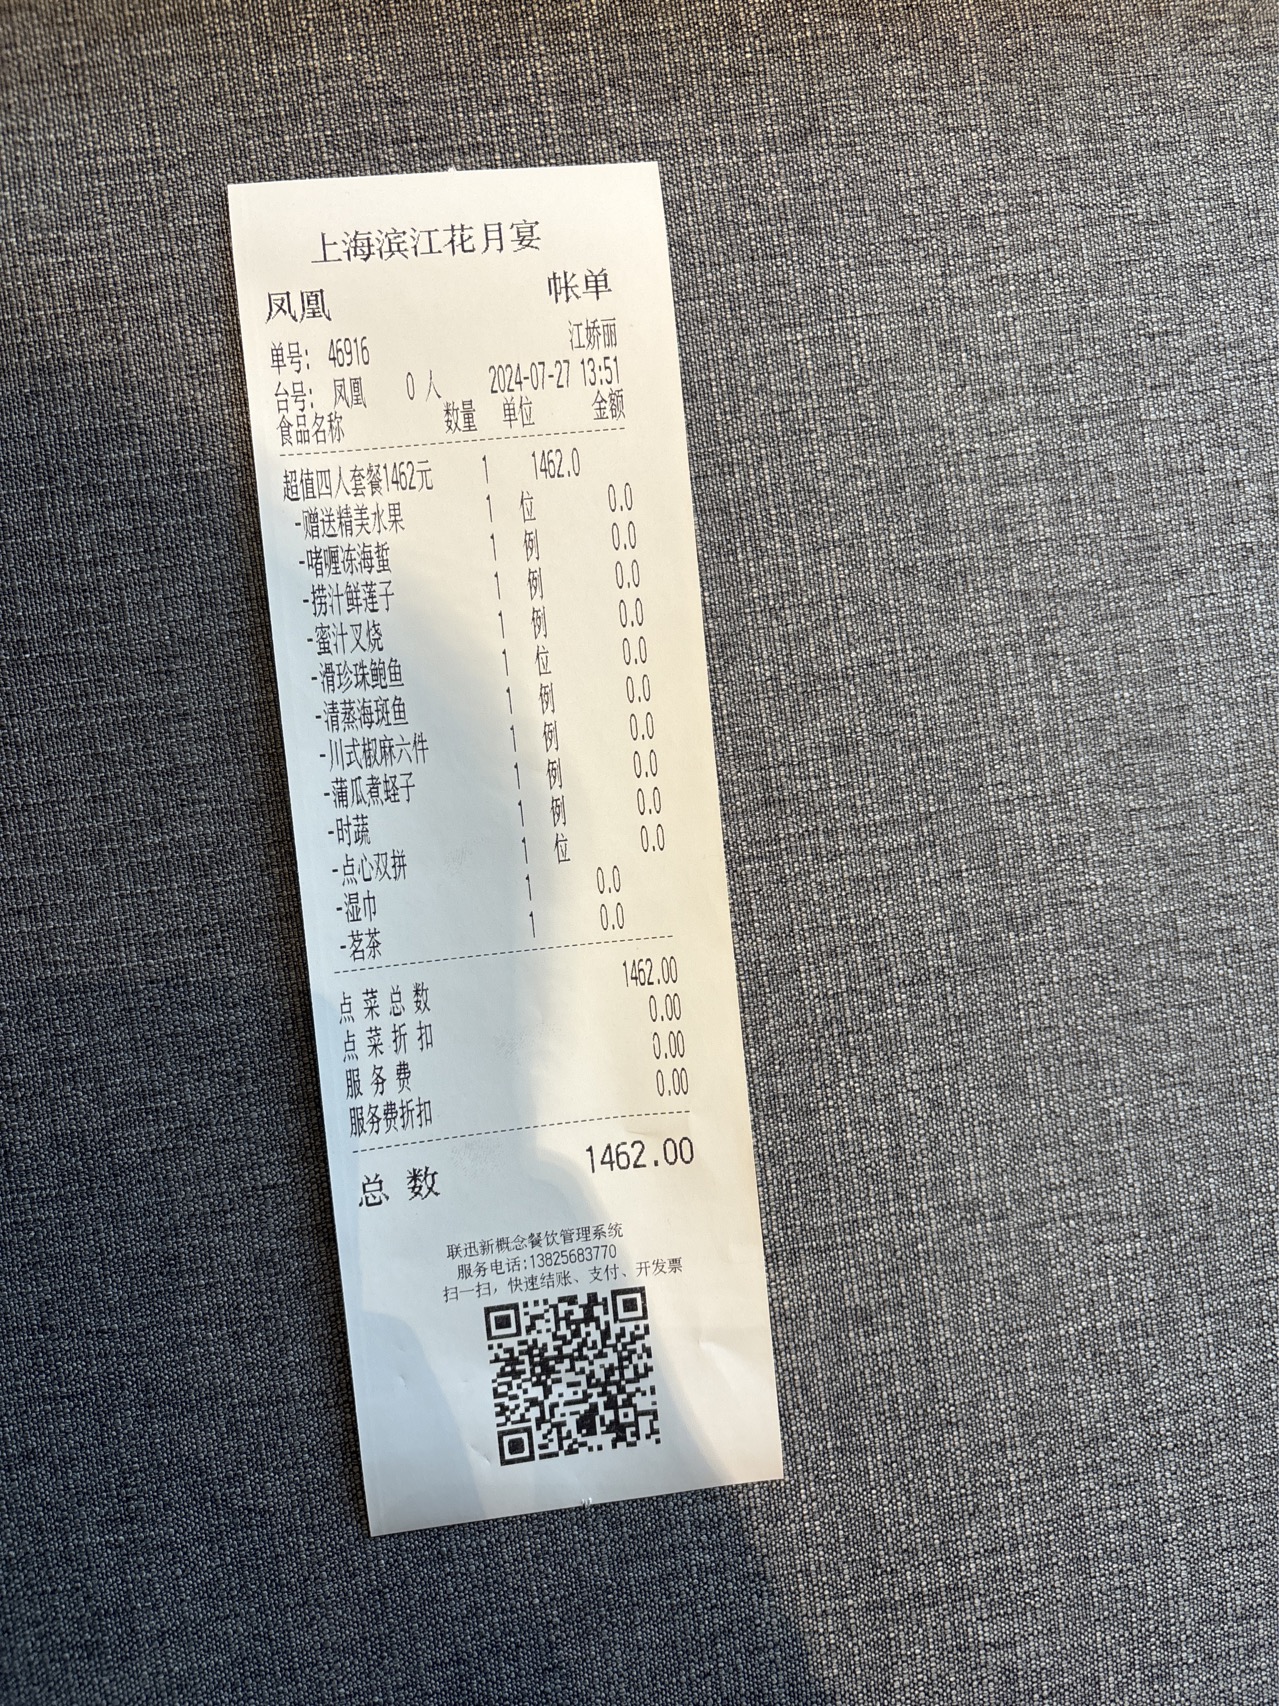 上海滨江花月宴
凤凰 帐单
单号： 46916 江娇丽
台号： 凤凰 0 人 2024-07-27 13:51
食品名称 数量 单位 金额
超值四人套餐1462元 1 1462.0
-赠送精美水果 1 位 0.0
-啫喱冻海蜇 1 例 0.0
-捞汁鲜莲子 1 例 0.0
-蜜汁叉烧 1 例 0.0
-滑珍珠鲍鱼 1 位 0.0
-清蒸海斑鱼 1 例 0.0
-川式椒麻六件 1 例 0.0
-蒲瓜煮蛏子 1 例 0.0
-时蔬 1 例 0.0
-点心双拼 1 位 0.0
-湿巾 1 0.0
-茗茶 1 0.0
点菜总数 1462.00
点菜折扣 0.00
服务费 0.00
服务费折扣 0.00
总数 1462.00
联迅新概念餐饮管理系统
服务电话:13825683770
扫一扫，快速结账、支付、开发票